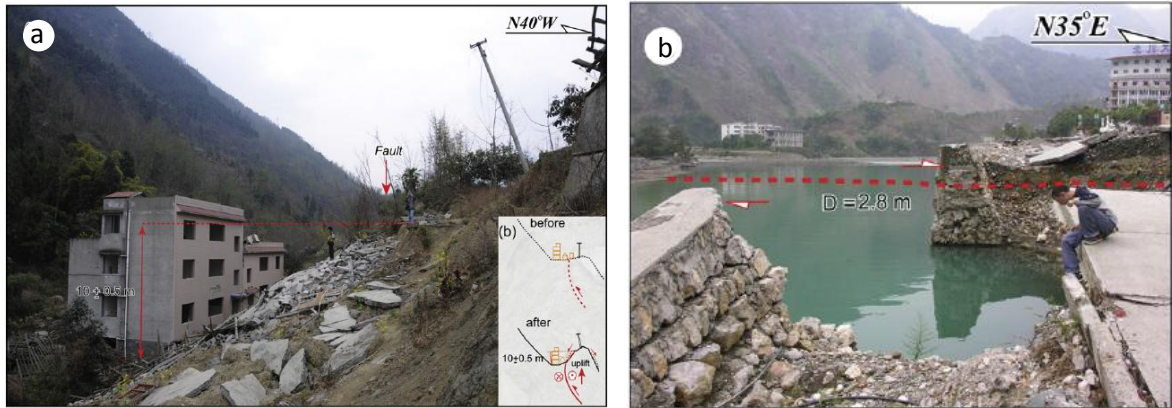 a
N40°W
Fault
10 ± 0.5 m
(b)
before
after
10±0.5 m
uplift
b
N35°E
D = 2.8 m